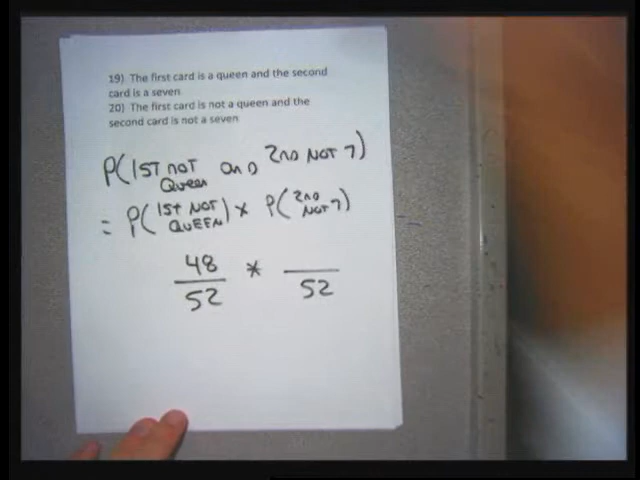 19) The first card is a queen and the second
card is a seven
20) The first card is not a queen and the
second card is not a seven
P(1ST NOT QUEEN AND 2ND NOT 7)
= P(1ST NOT QUEEN) * P(2ND NOT 7)
48/52 * __/52